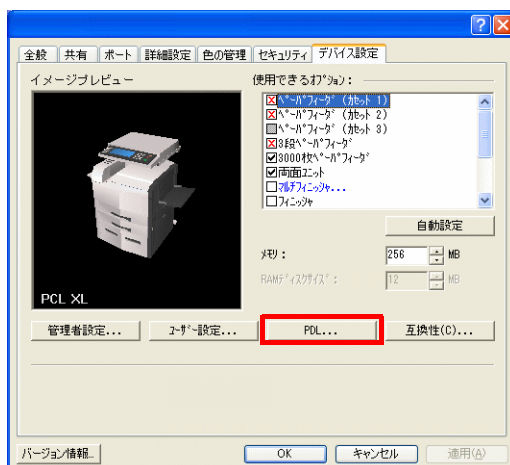 全般 共有 ポート 詳細設定 色の管理 セキュリティ デバイス設定
イメージプレビュー
使用できるｵﾌﾟｼｮﾝ：
ﾍﾟｰﾊﾟﾌｨｰﾀﾞ (ｶｾｯﾄ 1)
ﾍﾟｰﾊﾟﾌｨｰﾀﾞ (ｶｾｯﾄ 2)
ﾍﾟｰﾊﾟﾌｨｰﾀﾞ (ｶｾｯﾄ 3)
3段ﾍﾟｰﾊﾟﾌｨｰﾀﾞ
3000枚ﾍﾟｰﾊﾟﾌｨｰﾀﾞ
両面ﾕﾆｯﾄ
ﾏﾙﾁﾌｨﾆｯｼｬ...
ﾌｨﾆｯｼｬ
自動設定
ﾒﾓﾘ： 256 MB
RAMﾃﾞｨｽｸｻｲｽﾞ： 12 MB
PCL XL
管理者設定... ﾕｰｻﾞｰ設定... PDL... 互換性(C)...
バージョン情報... OK キャンセル 適用(A)